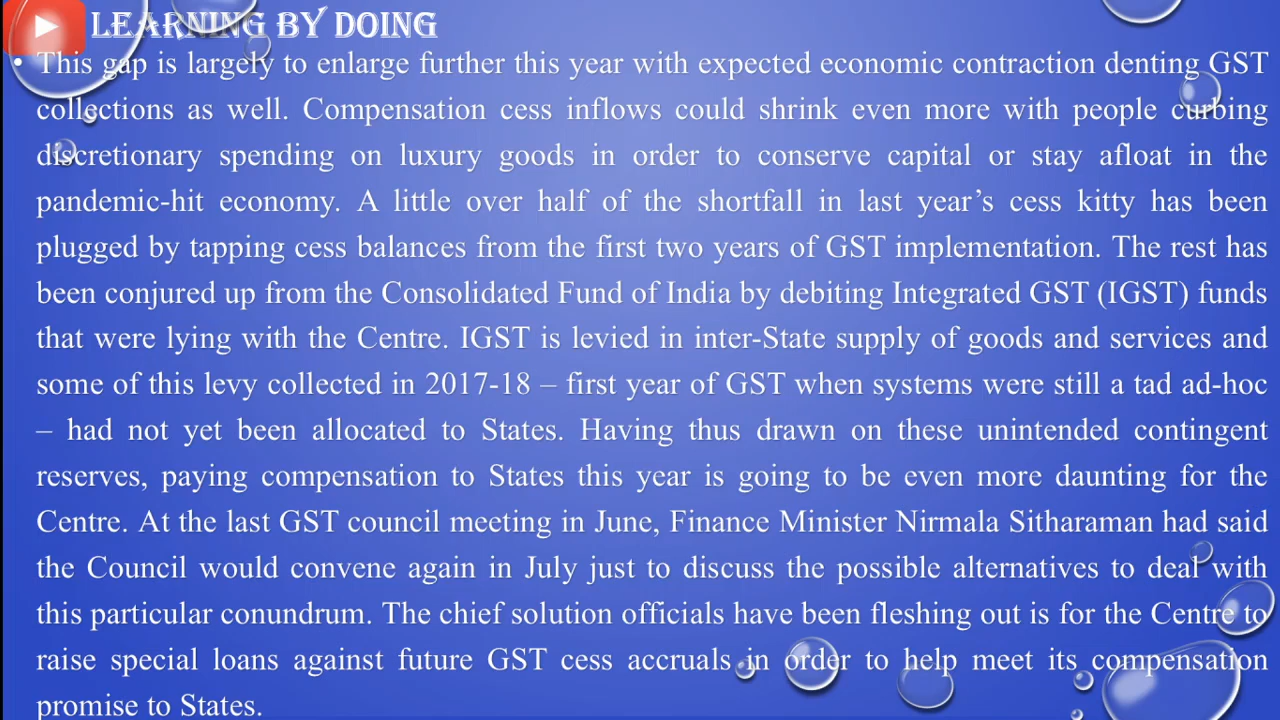 LEARNING BY DOING
• This gap is largely to enlarge further this year with expected economic contraction denting GST
collections as well. Compensation cess inflows could shrink even more with people curbing
discretionary spending on luxury goods in order to conserve capital or stay afloat in the
pandemic-hit economy. A little over half of the shortfall in last year’s cess kitty has been
plugged by tapping cess balances from the first two years of GST implementation. The rest has
been conjured up from the Consolidated Fund of India by debiting Integrated GST (IGST) funds
that were lying with the Centre. IGST is levied in inter-State supply of goods and services and
some of this levy collected in 2017-18 – first year of GST when systems were still a tad ad-hoc
– had not yet been allocated to States. Having thus drawn on these unintended contingent
reserves, paying compensation to States this year is going to be even more daunting for the
Centre. At the last GST council meeting in June, Finance Minister Nirmala Sitharaman had said
the Council would convene again in July just to discuss the possible alternatives to deal with
this particular conundrum. The chief solution officials have been fleshing out is for the Centre to
raise special loans against future GST cess accruals in order to help meet its compensation
promise to States.